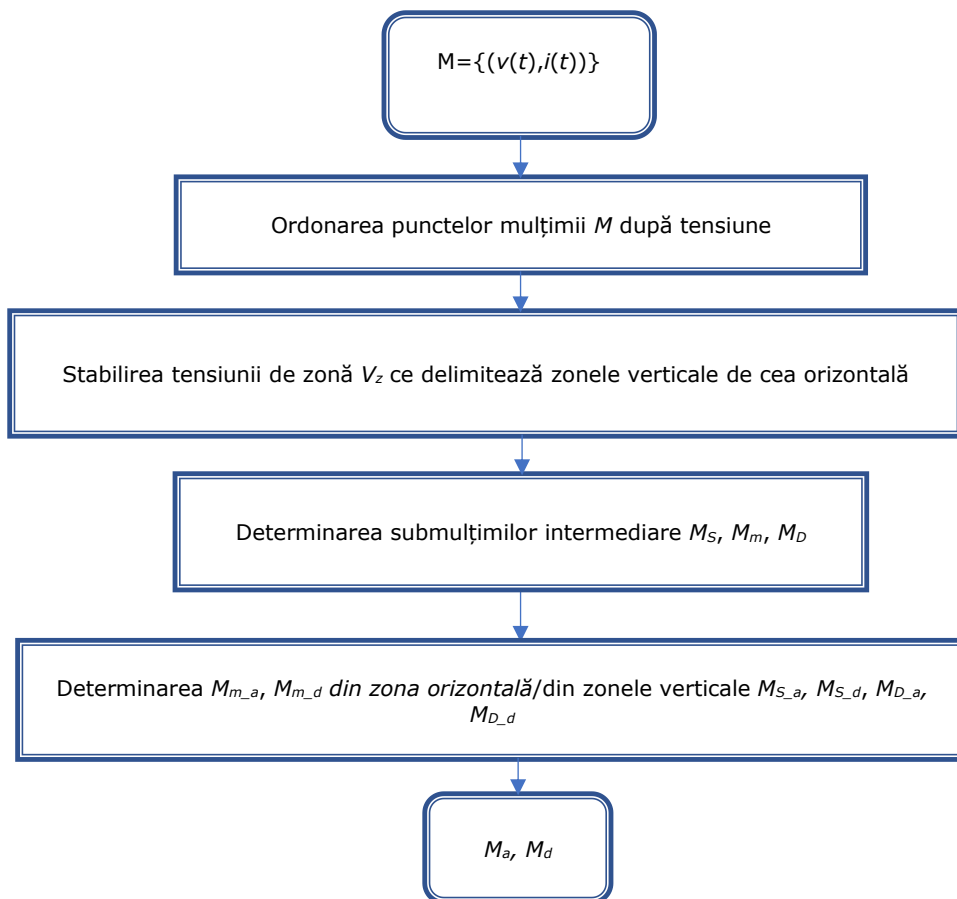 M={(v(t),i(t))}
Ordonarea punctelor mulțimii M după tensiune
Stabilirea tensiunii de zonă Vz ce delimitează zonele verticale de cea orizontală
Determinarea submulțimilor intermediare MS, Mm, MD
Determinarea Mm_a, Mm_d din zona orizontală/din zonele verticale MS_a, MS_d, MD_a,
MD_d
Ma, Md